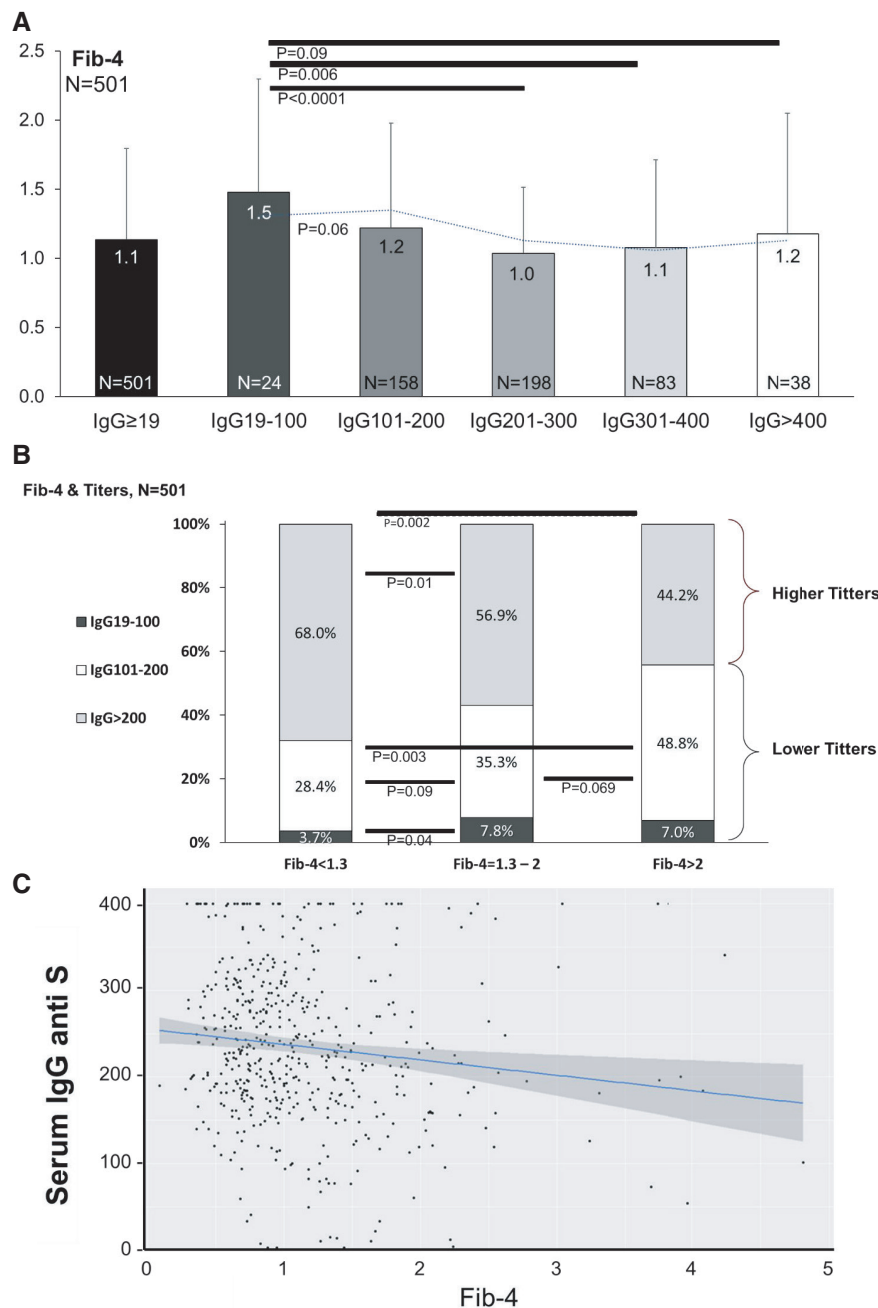 A
Fib-4
N=501
2.5
2.0
1.5
1.0
0.5
0.0
P=0.09
P=0.006
P<0.0001
P=0.06
1.1
1.5
1.2
1.0
1.1
1.2
N=501
N=24
N=158
N=198
N=83
N=38
IgG≥19
IgG19-100
IgG101-200
IgG201-300
IgG301-400
IgG>400
B
Fib-4 & Titers, N=501
100%
80%
60%
40%
20%
0%
IgG19-100
IgG101-200
IgG>200
68.0%
28.4%
3.7%
56.9%
35.3%
7.8%
44.2%
48.8%
7.0%
P=0.002
P=0.01
P=0.003
P=0.09
P=0.069
P=0.04
Higher Titters
Lower Titters
Fib-4<1.3
Fib-4=1.3 – 2
Fib-4>2
C
Serum IgG anti S
400
300
200
100
0
0
1
2
3
4
5
Fib-4